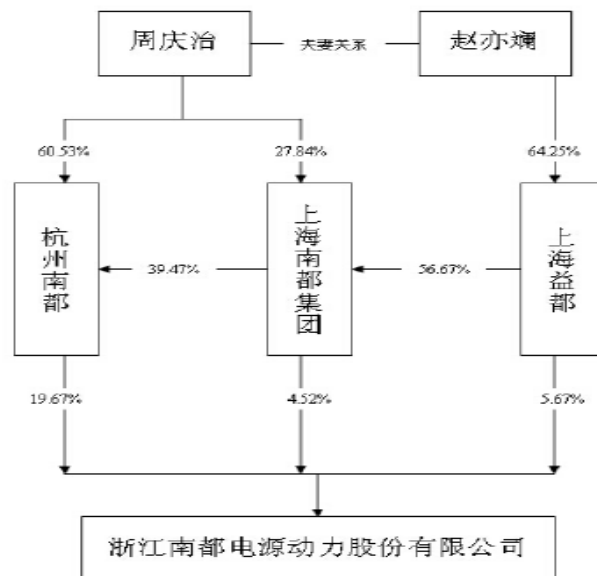 周庆治
夫妻关系
赵亦斓
60.53%
27.84%
64.25%
杭州南都
39.47%
上海南都集团
56.67%
上海益都
19.67%
4.52%
5.67%
浙江南都电源动力股份有限公司